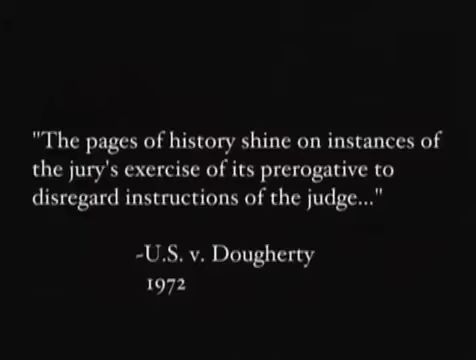 "The pages of history shine on instances of
the jury's exercise of its prerogative to
disregard instructions of the judge..."
-U.S. v. Dougherty
1972